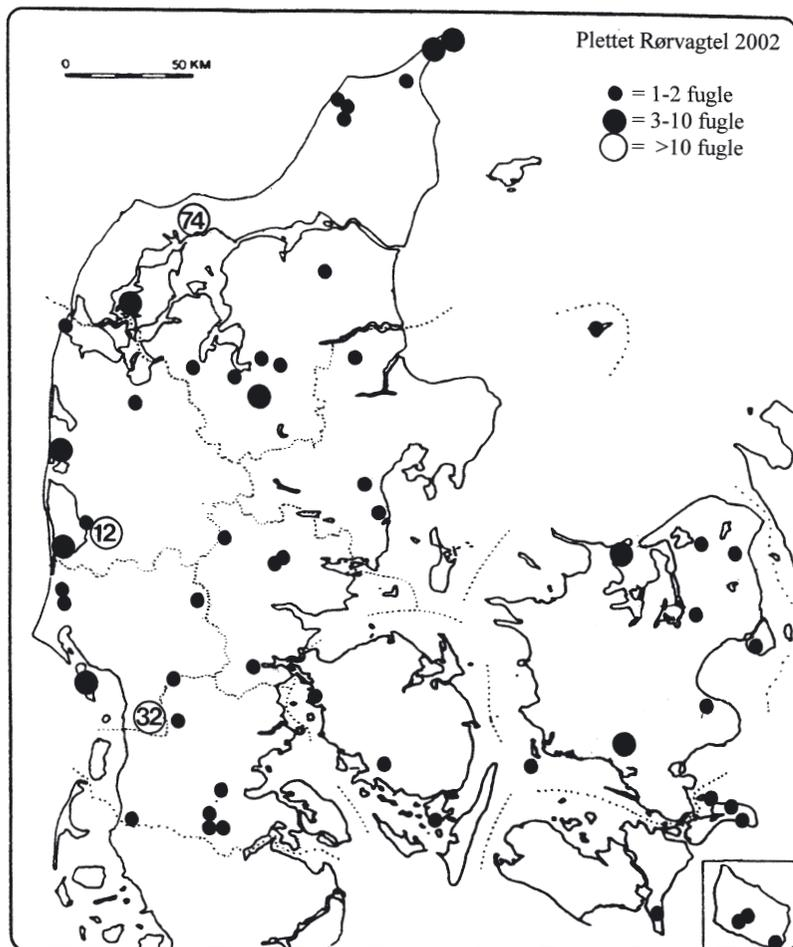 Plettet Rørvagtel 2002
0 50 KM
= 1-2 fugle
= 3-10 fugle
= >10 fugle
74
12
32